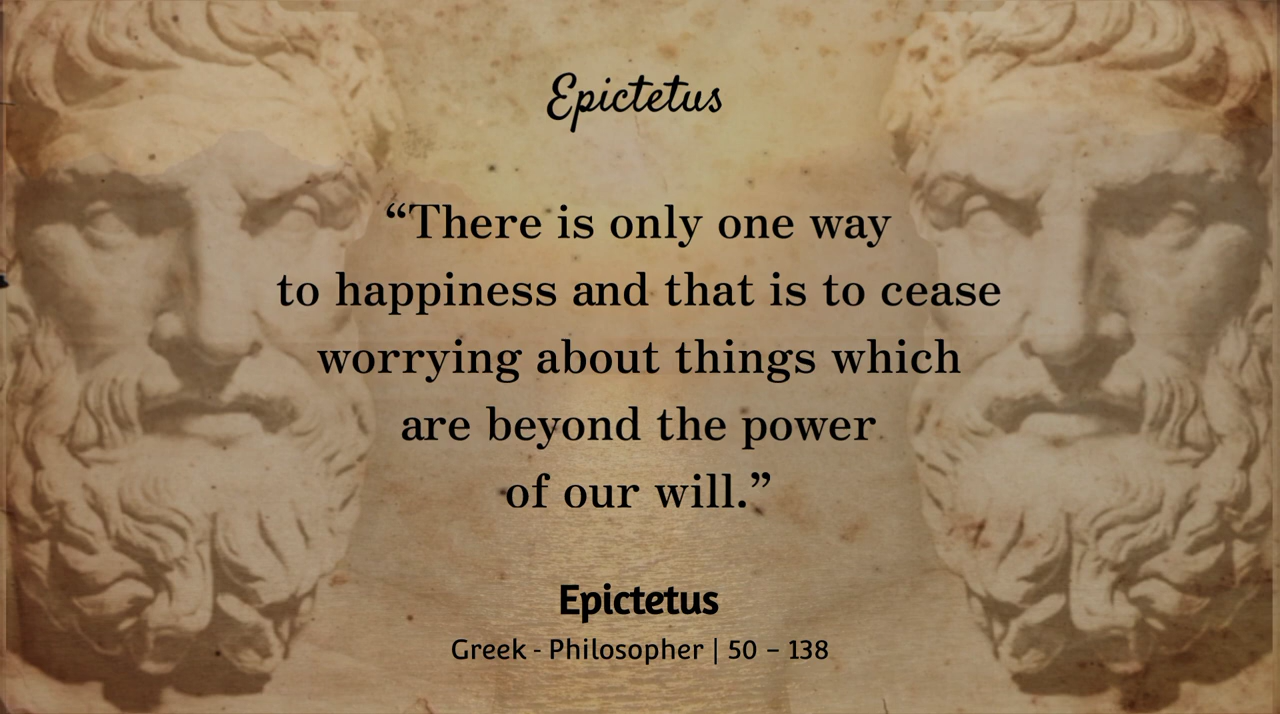 Epictetus
“There is only one way
to happiness and that is to cease
worrying about things which
are beyond the power
of our will.”
Epictetus
Greek - Philosopher | 50 – 138